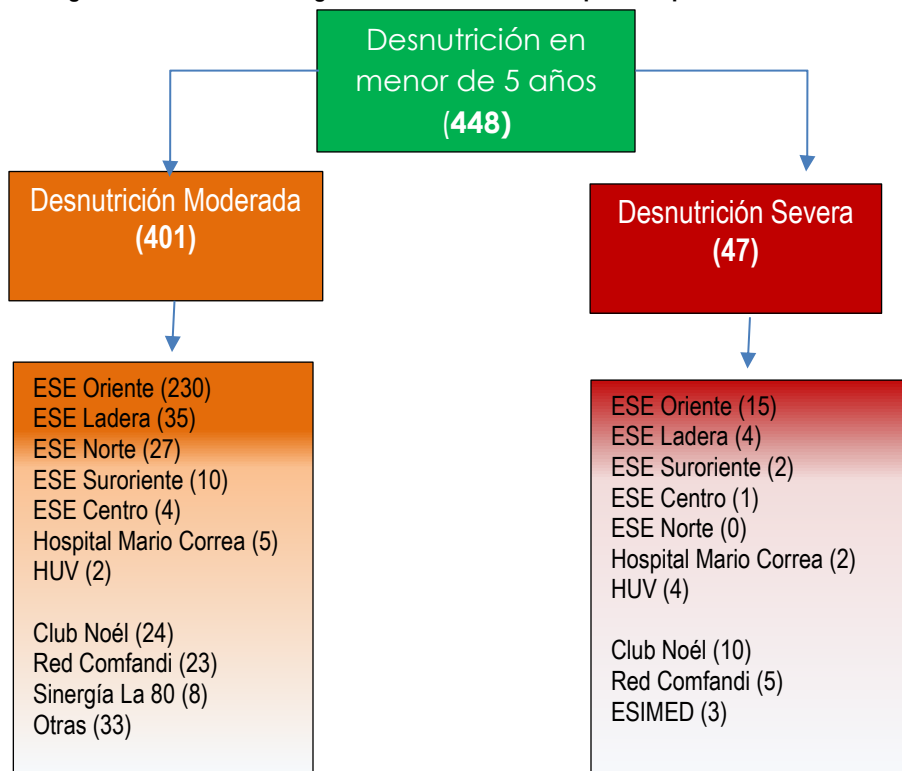 Desnutrición en
menor de 5 años
(448)
Desnutrición Moderada
(401)
Desnutrición Severa
(47)
ESE Oriente (230)
ESE Ladera (35)
ESE Norte (27)
ESE Suroriente (10)
ESE Centro (4)
Hospital Mario Correa (5)
HUV (2)
Club Noél (24)
Red Comfandi (23)
Sinergía La 80 (8)
Otras (33)
ESE Oriente (15)
ESE Ladera (4)
ESE Suroriente (2)
ESE Centro (1)
ESE Norte (0)
Hospital Mario Correa (2)
HUV (4)
Club Noél (10)
Red Comfandi (5)
ESIMED (3)